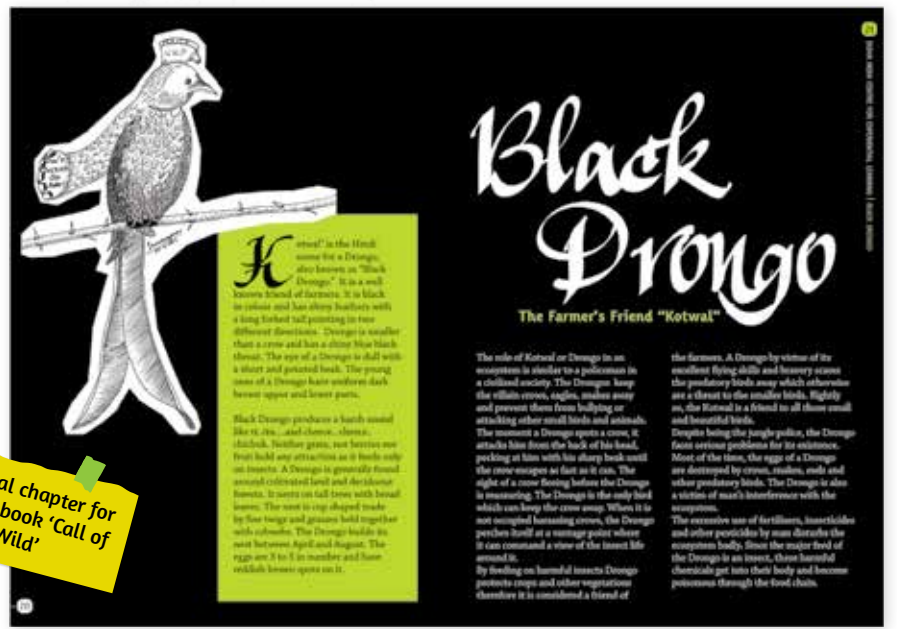 Black
Drongo
The Farmer's Friend "Kotwal"
Kotwal" is the Hindi
name for a Drongo,
also known as "Black
Drongo." It is a well
known friend of farmers. It is black
in colour and has shiny feathers with
a long forked tail pointing in two
different directions. Drongo is smaller
than a crow and has a shiny blue black
throat. The eye of a Drongo is dull with
a short and pointed beak. The young
ones of a Drongo have uniform dark
brown upper and lower parts.
Black Drongo produces a harsh sound
like ti, tiu....and cheece, cheece,
chichuk. Neither grain, nor berries nor
fruit hold any attraction as it feeds only
on insects. A Drongo is generally found
around cultivated land and deciduous
forests. It nests on tall trees with broad
leaves. The nest is cup shaped made
by fine twigs and grasses held together
with cobwebs. The Drongo builds its
nest between April and August. The
eggs are 3 to 5 in number and have
reddish brown spots on it.
The role of Kotwal or Drongo in an
ecosystem is similar to a policeman in
a civilized society. The Drongos keep
the villain crows, eagles, snakes away
and prevent them from bullying or
attacking other small birds and animals.
The moment a Drongo spots a crow, it
attacks him from the back of his head,
pecking at him with his sharp beak until
the crow escapes as fast as it can. The
sight of a crow fleeing before the Drongo
is reassuring. The Drongo is the only bird
which can keep the crow away. When it is
not occupied harassing crows, the Drongo
perches itself at a vantage point where
it can command a view of the insect life
around it.
By feeding on harmful insects Drongo
protects crops and other vegetations
therefore it is considered a friend of
the farmers. A Drongo by virtue of its
excellent flying skills and bravery scares
the predatory birds away which otherwise
are a threat to the smaller birds. Rightly
so, the Kotwal is a friend to all those small
and beautiful birds.
Despite being the jungle police, the Drongo
faces serious problems for its existence.
Most of the time, the eggs of a Drongo
are destroyed by crows, snakes, owls and
other predatory birds. The Drongo is also
a victim of man's interference with the
ecosystem.
The excessive use of fertilisers, insecticides
and other pesticides by man disturbs the
ecosystem badly. Since the major feed of
the Drongo is an insect, these harmful
chemicals get into their body and become
poisonous through the food chain.
al chapter for
book 'Call of
Wild'